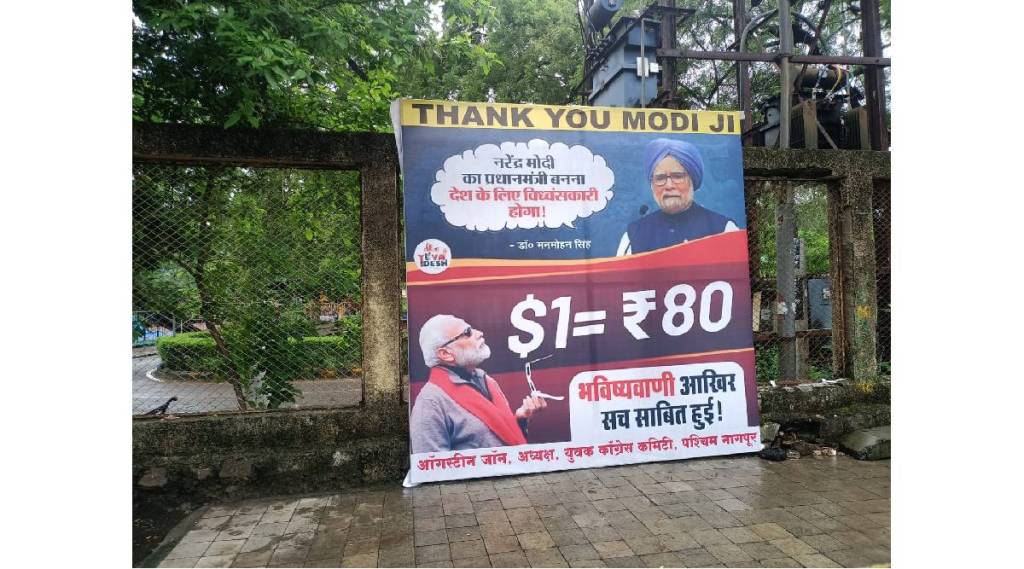 THANK YOU MODI JI
नरेंद्र मोदी
का प्रधानमंत्री बनना
देश के लिए विध्वंसकारी
होगा!
- डॉ० मनमोहन सिंह
DESH
$1= ₹80
भविष्यवाणी आखिर
सच साबित हुई!
ऑगस्टीन जॉन, अध्यक्ष, युवक काँग्रेस कमिटी, पश्चिम नागपूर